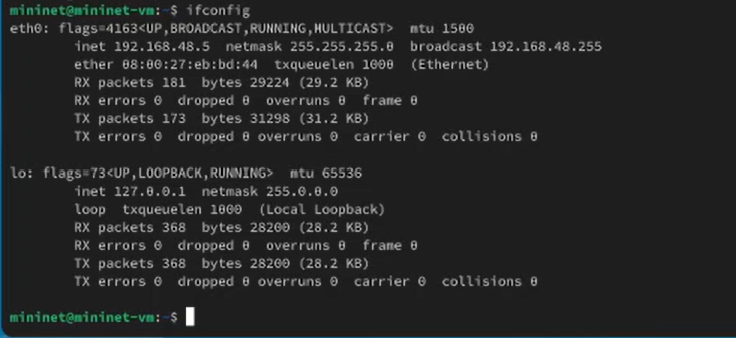 mininet@mininet-vm:~$ ifconfig
eth0: flags=4163<UP,BROADCAST,RUNNING,MULTICAST>  mtu 1500
        inet 192.168.48.5  netmask 255.255.255.0  broadcast 192.168.48.255
        ether 08:00:27:eb:bd:44  txqueuelen 1000  (Ethernet)
        RX packets 181  bytes 29224 (29.2 KB)
        RX errors 0  dropped 0  overruns 0  frame 0
        TX packets 173  bytes 31298 (31.2 KB)
        TX errors 0  dropped 0 overruns 0  carrier 0  collisions 0

lo: flags=73<UP,LOOPBACK,RUNNING>  mtu 65536
        inet 127.0.0.1  netmask 255.0.0.0
        loop  txqueuelen 1000  (Local Loopback)
        RX packets 368  bytes 28200 (28.2 KB)
        RX errors 0  dropped 0  overruns 0  frame 0
        TX packets 368  bytes 28200 (28.2 KB)
        TX errors 0  dropped 0 overruns 0  carrier 0  collisions 0

mininet@mininet-vm:~$